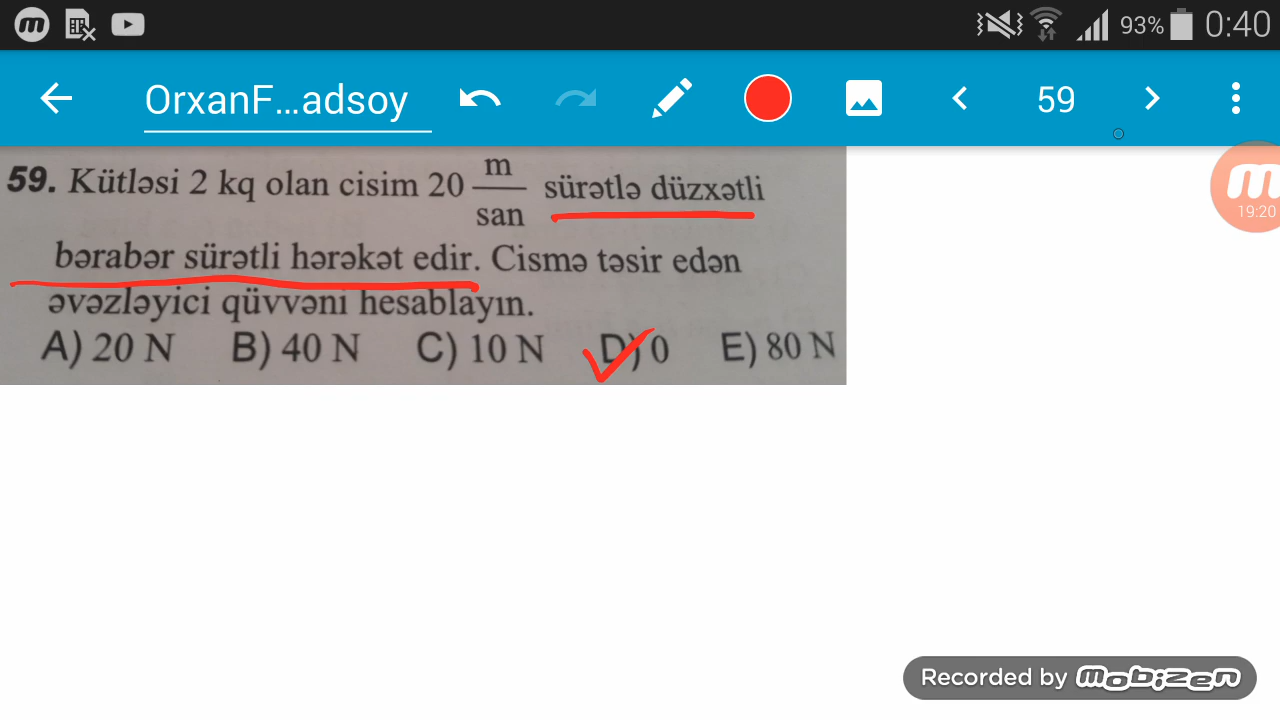 93% 0:40
OrxanF...adsoy 59
19:20
59. Kütləsi 2 kq olan cisim 20 m/san sürətlə düzxətli
bərabər sürətli hərəkət edir. Cismə təsir edən
əvəzləyici qüvvəni hesablayın.
A) 20 N B) 40 N C) 10 N D) 0 E) 80 N
Recorded by mobizen